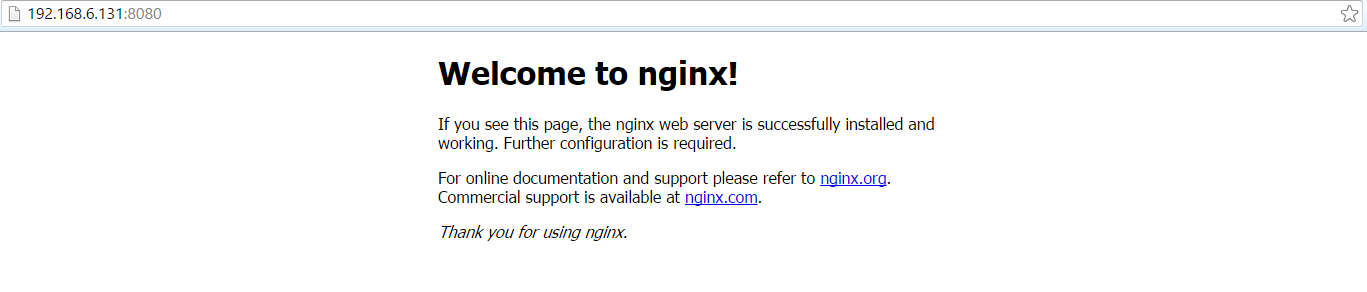 192.168.6.131:8080
Welcome to nginx!
If you see this page, the nginx web server is successfully installed and
working. Further configuration is required.
For online documentation and support please refer to nginx.org.
Commercial support is available at nginx.com.
Thank you for using nginx.